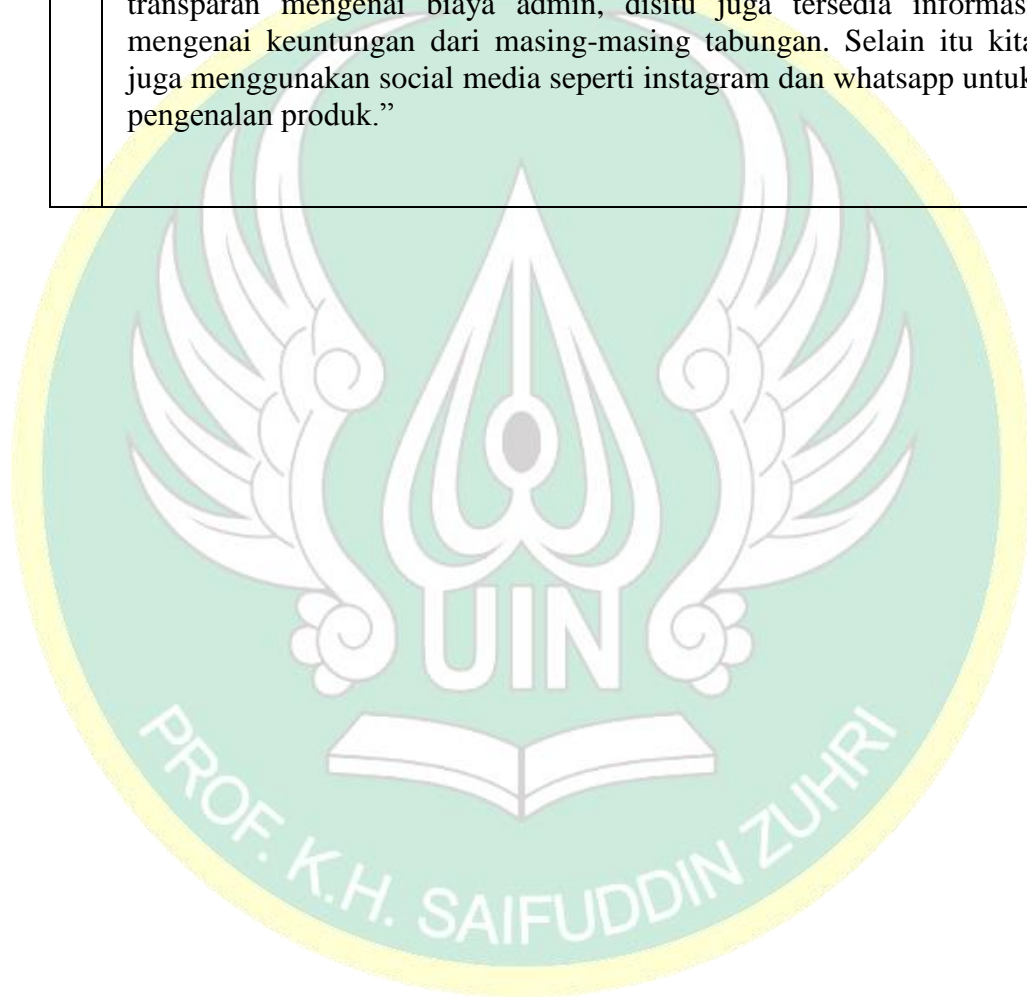 transparan mengenai biaya admin, disitu juga tersedia informas
mengenai keuntungan dari masing-masing tabungan. Selain itu kita
juga menggunakan social media seperti instagram dan whatsapp untuk
pengenalan produk.”
UIN
PROF. K.H. SAIFUDDIN ZUHRI